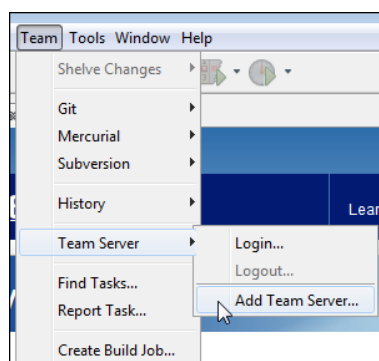 Team Tools Window Help
Shelve Changes
Git
Mercurial
Subversion
History
Lear
Team Server
Login...
Logout...
Find Tasks...
Add Team Server...
Report Task...
Create Build Job...